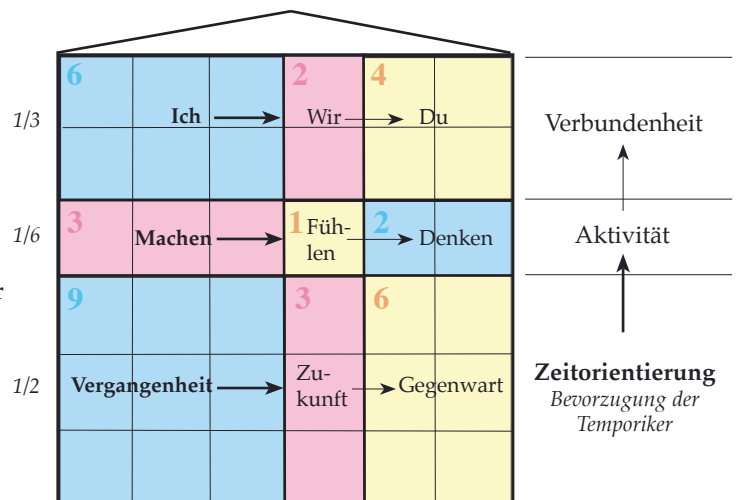 6 2 4
1/3 Ich Wir Du Verbundenheit
3 1 2
1/6 Machen Füh-
len Denken Aktivität
r
9 3 6
1/2 Vergangenheit Zu-
kunft Gegenwart Zeitorientierung
Bevorzugung der
Temporiker